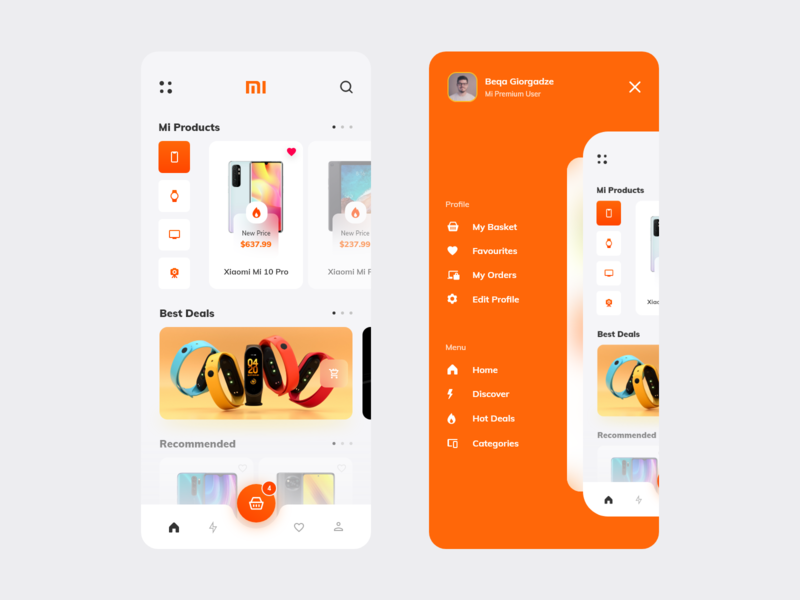 mi
Mi Products
New Price
$637.99
Xiaomi Mi 10 Pro
New Price
$237.99
Xiaomi Mi
Best Deals
04
20
Recommended
4
Beqa Giorgadze
Mi Premium User
Profile
My Basket
Favourites
My Orders
Edit Profile
Menu
Home
Discover
Hot Deals
Categories
Mi Products
Best Deals
Recommended